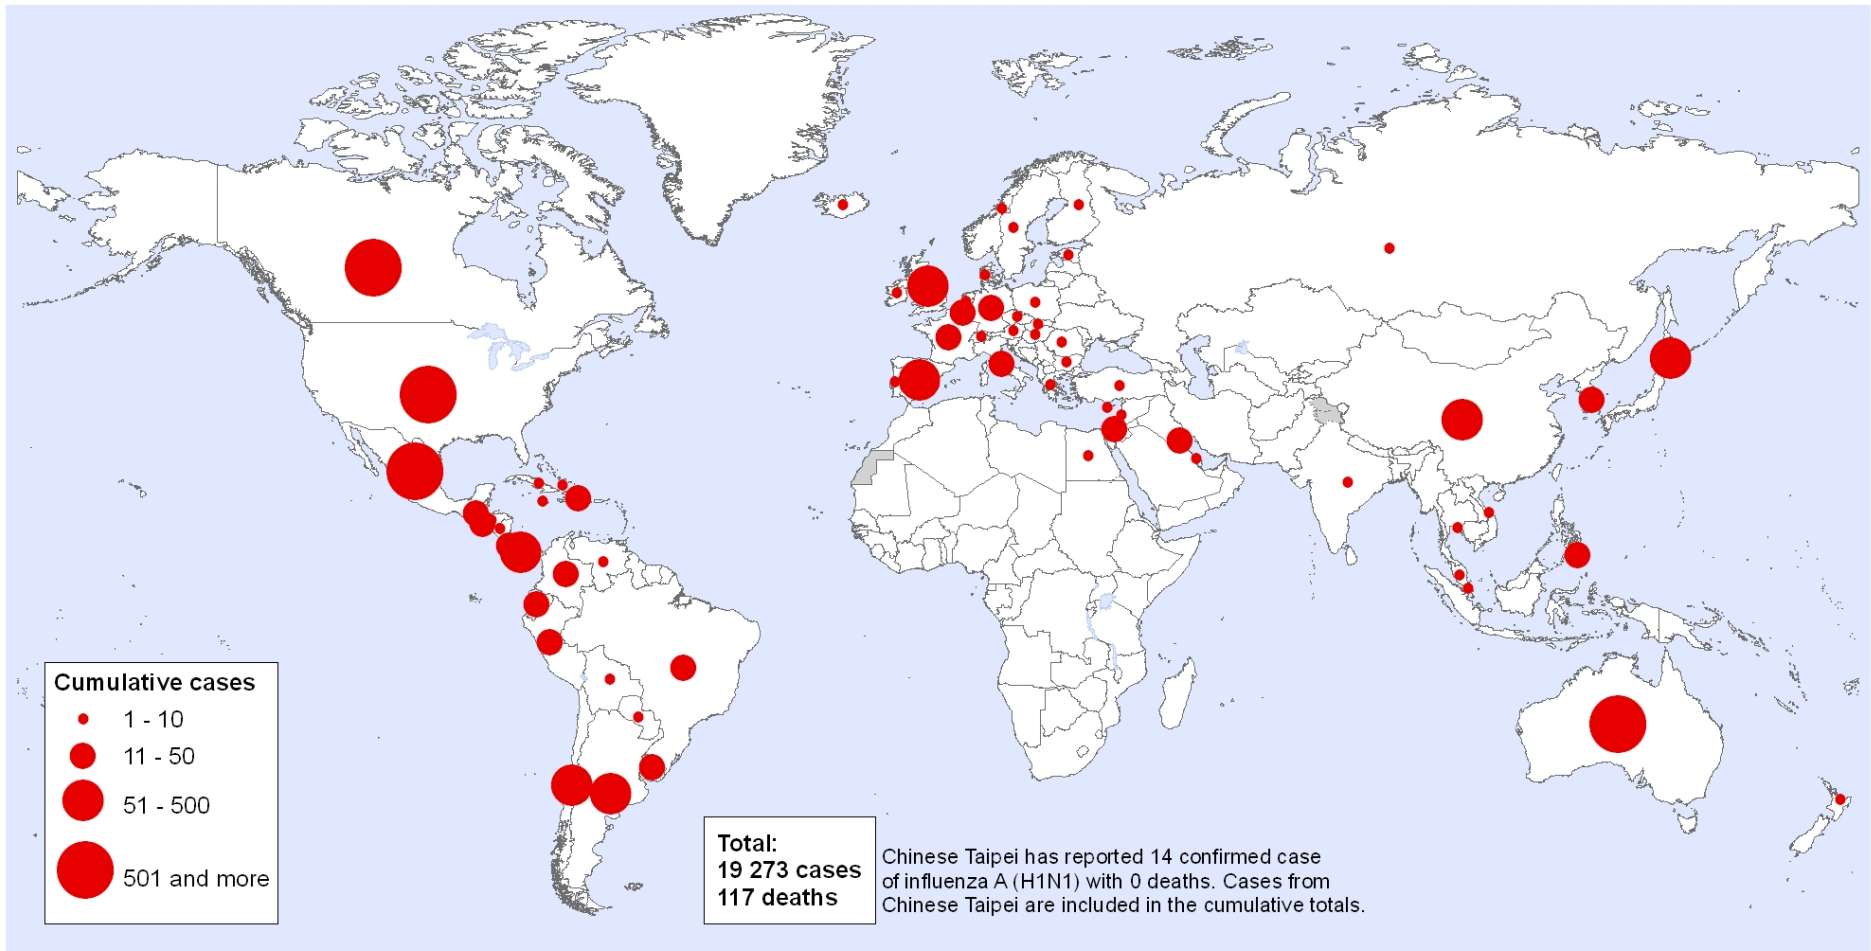 Cumulative cases
1 - 10
11 - 50
51 - 500
501 and more
Total:
19 273 cases
117 deaths
Chinese Taipei has reported 14 confirmed case
of influenza A (H1N1) with 0 deaths. Cases from
Chinese Taipei are included in the cumulative totals.